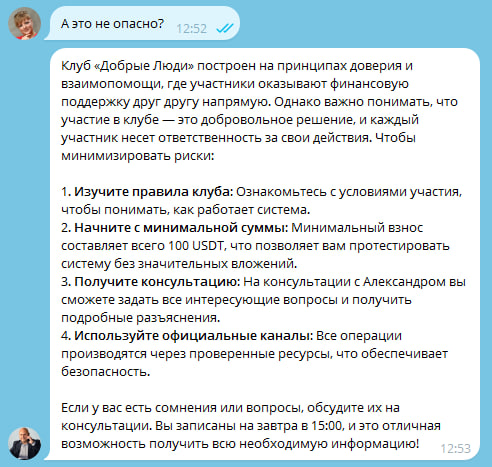 А это не опасно?
12:52
Клуб «Добрые Люди» построен на принципах доверия и
взаимопомощи, где участники оказывают финансовую
поддержку друг другу напрямую. Однако важно понимать, что
участие в клубе — это добровольное решение, и каждый
участник несет ответственность за свои действия. Чтобы
минимизировать риски:
1. Изучите правила клуба: Ознакомьтесь с условиями участия,
чтобы понимать, как работает система.
2. Начните с минимальной суммы: Минимальный взнос
составляет всего 100 USDT, что позволяет вам протестировать
систему без значительных вложений.
3. Получите консультацию: На консультации с Александром вы
сможете задать все интересующие вопросы и получить
подробные разъяснения.
4. Используйте официальные каналы: Все операции
производятся через проверенные ресурсы, что обеспечивает
безопасность.
Если у вас есть сомнения или вопросы, обсудите их на
консультации. Вы записаны на завтра в 15:00, и это отличная
возможность получить всю необходимую информацию!
12:53